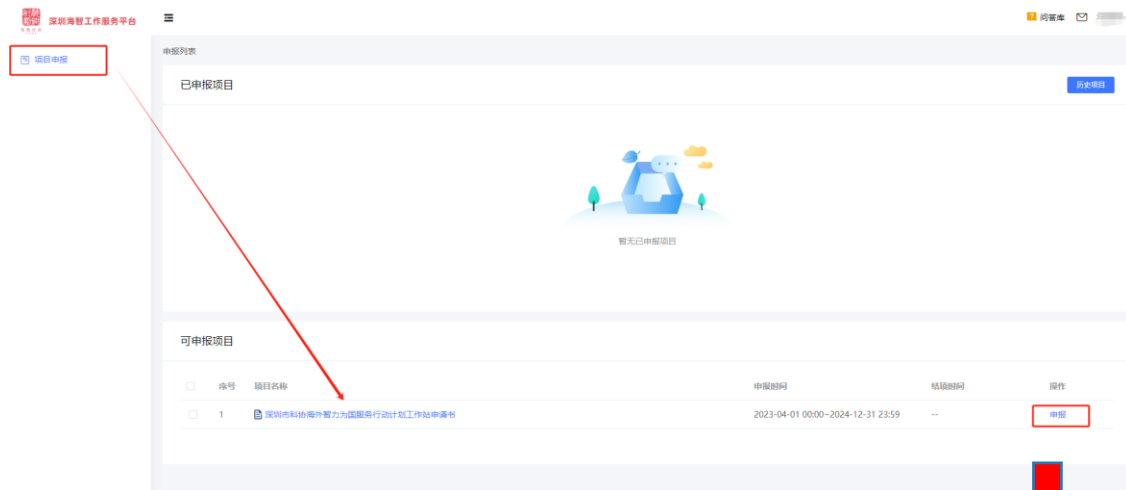 深圳海智工作服务平台
问答库
项目申报
申报列表
已申报项目
历史项目
暂无已申报项目
可申报项目
序号 项目名称 申报时间 结项时间 操作
1 深圳市科协海外智力为国服务行动计划工作站申请书 2023-04-01 00:00~2024-12-31 23:59 -- 申报